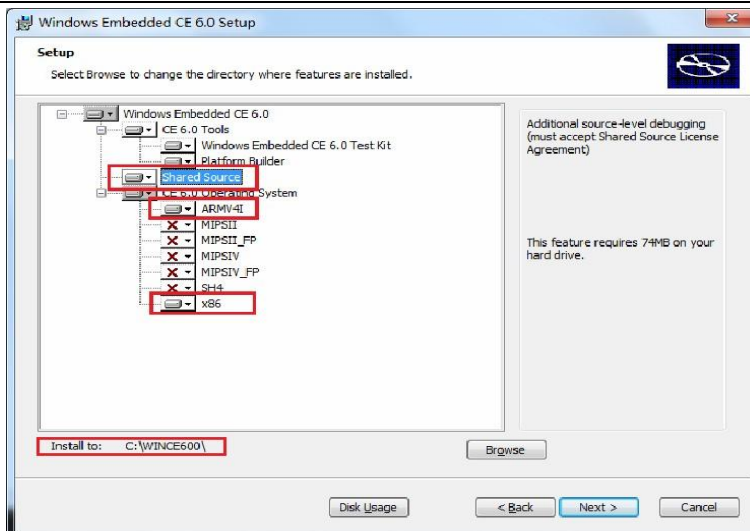 Windows Embedded CE 6.0 Setup
Setup
Select Browse to change the directory where features are installed.
Windows Embedded CE 6.0
CE 6.0 Tools
Windows Embedded CE 6.0 Test Kit
Platform Builder
Shared Source
CE 6.0 Operating System
ARMV4I
MIPSII
MIPSII_FP
MIPSIV
MIPSIV_FP
SH4
x86
Additional source-level debugging
(must accept Shared Source License
Agreement)
This feature requires 74MB on your
hard drive.
Install to: C:\WINCE600\
Browse
Disk Usage
< Back
Next >
Cancel